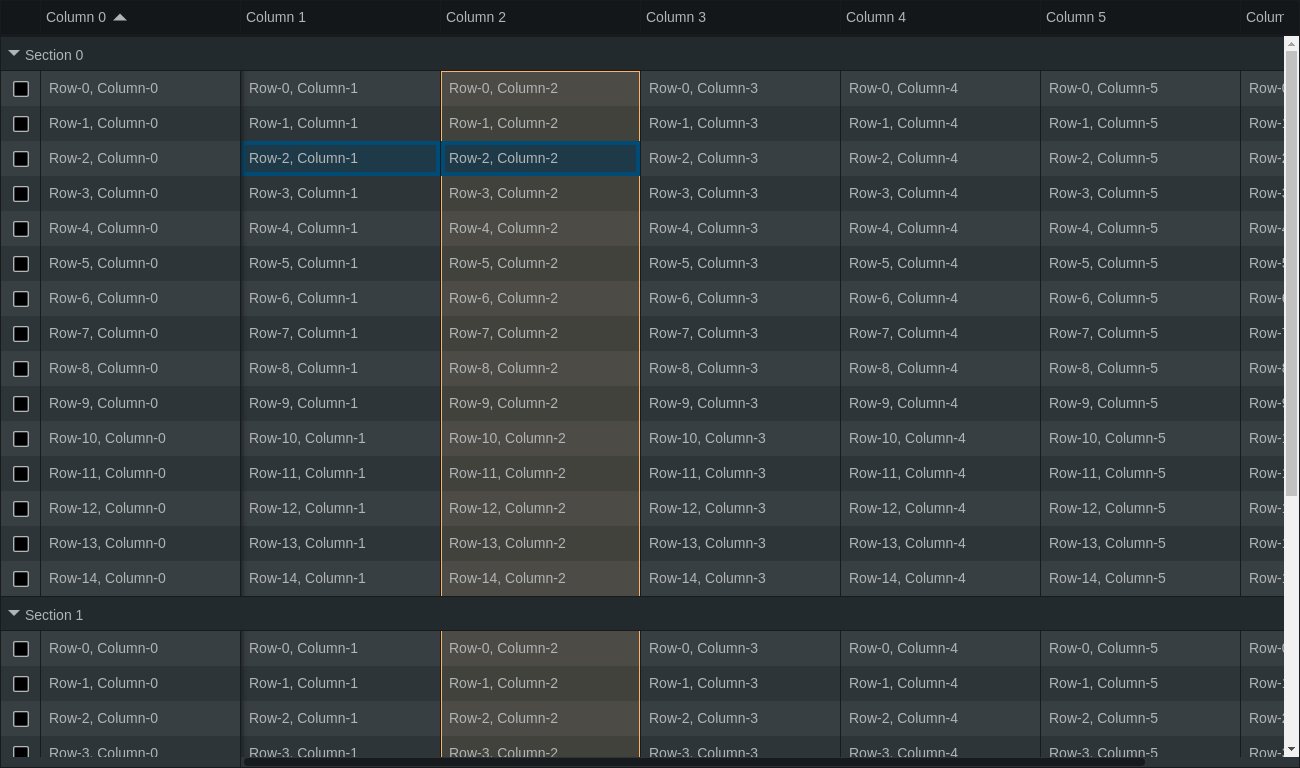 Column 0 Column 1 Column 2 Column 3 Column 4 Column 5 Colum
Section 0
Row-0, Column-0 Row-0, Column-1 Row-0, Column-2 Row-0, Column-3 Row-0, Column-4 Row-0, Column-5 Row-0
Row-1, Column-0 Row-1, Column-1 Row-1, Column-2 Row-1, Column-3 Row-1, Column-4 Row-1, Column-5 Row-1
Row-2, Column-0 Row-2, Column-1 Row-2, Column-2 Row-2, Column-3 Row-2, Column-4 Row-2, Column-5 Row-2
Row-3, Column-0 Row-3, Column-1 Row-3, Column-2 Row-3, Column-3 Row-3, Column-4 Row-3, Column-5 Row-3
Row-4, Column-0 Row-4, Column-1 Row-4, Column-2 Row-4, Column-3 Row-4, Column-4 Row-4, Column-5 Row-4
Row-5, Column-0 Row-5, Column-1 Row-5, Column-2 Row-5, Column-3 Row-5, Column-4 Row-5, Column-5 Row-5
Row-6, Column-0 Row-6, Column-1 Row-6, Column-2 Row-6, Column-3 Row-6, Column-4 Row-6, Column-5 Row-6
Row-7, Column-0 Row-7, Column-1 Row-7, Column-2 Row-7, Column-3 Row-7, Column-4 Row-7, Column-5 Row-7
Row-8, Column-0 Row-8, Column-1 Row-8, Column-2 Row-8, Column-3 Row-8, Column-4 Row-8, Column-5 Row-8
Row-9, Column-0 Row-9, Column-1 Row-9, Column-2 Row-9, Column-3 Row-9, Column-4 Row-9, Column-5 Row-9
Row-10, Column-0 Row-10, Column-1 Row-10, Column-2 Row-10, Column-3 Row-10, Column-4 Row-10, Column-5 Row-1
Row-11, Column-0 Row-11, Column-1 Row-11, Column-2 Row-11, Column-3 Row-11, Column-4 Row-11, Column-5 Row-1
Row-12, Column-0 Row-12, Column-1 Row-12, Column-2 Row-12, Column-3 Row-12, Column-4 Row-12, Column-5 Row-1
Row-13, Column-0 Row-13, Column-1 Row-13, Column-2 Row-13, Column-3 Row-13, Column-4 Row-13, Column-5 Row-1
Row-14, Column-0 Row-14, Column-1 Row-14, Column-2 Row-14, Column-3 Row-14, Column-4 Row-14, Column-5 Row-1
Section 1
Row-0, Column-0 Row-0, Column-1 Row-0, Column-2 Row-0, Column-3 Row-0, Column-4 Row-0, Column-5 Row-0
Row-1, Column-0 Row-1, Column-1 Row-1, Column-2 Row-1, Column-3 Row-1, Column-4 Row-1, Column-5 Row-1
Row-2, Column-0 Row-2, Column-1 Row-2, Column-2 Row-2, Column-3 Row-2, Column-4 Row-2, Column-5 Row-2
Row-3, Column-0 Row-3, Column-1 Row-3, Column-2 Row-3, Column-3 Row-3, Column-4 Row-3, Column-5 Row-3